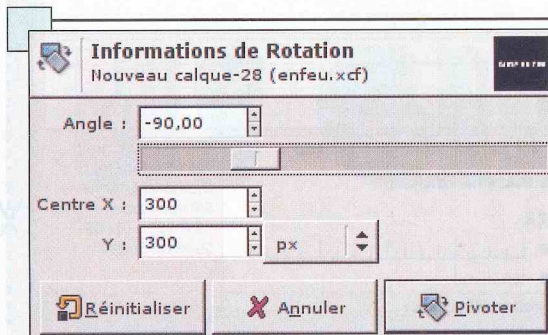 Informations de Rotation
Nouveau calque-28 (enfeu.xcf)
Angle : -90,00
Centre X : 300
Y : 300 px
Réinitialiser Annuler Pivoter